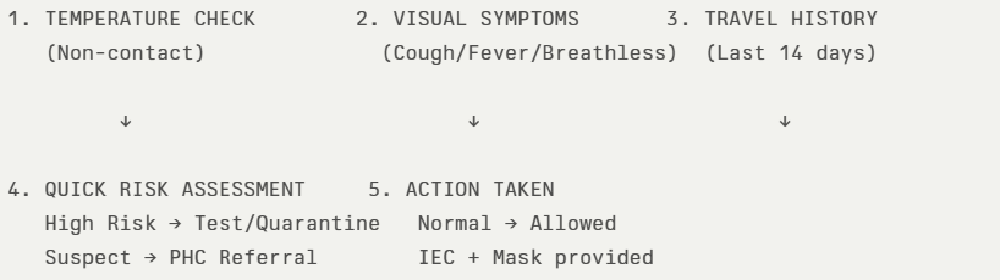 1. TEMPERATURE CHECK 2. VISUAL SYMPTOMS 3. TRAVEL HISTORY
(Non-contact) (Cough/Fever/Breathless) (Last 14 days)
↓ ↓ ↓
4. QUICK RISK ASSESSMENT 5. ACTION TAKEN
High Risk → Test/Quarantine Normal → Allowed
Suspect → PHC Referral IEC + Mask provided